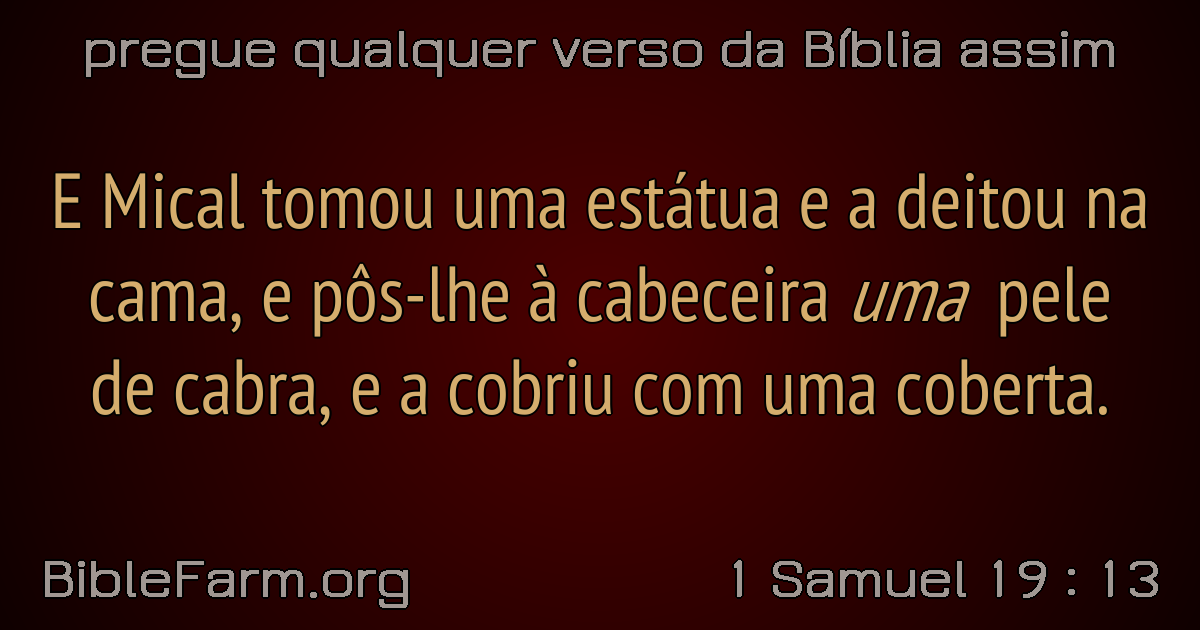 pregue qualquer verso da Bíblia assim
E Mical tomou uma estátua e a deitou na
cama, e pôs-lhe à cabeceira uma pele
de cabra, e a cobriu com uma coberta.
BibleFarm.org
1 Samuel 19 : 13